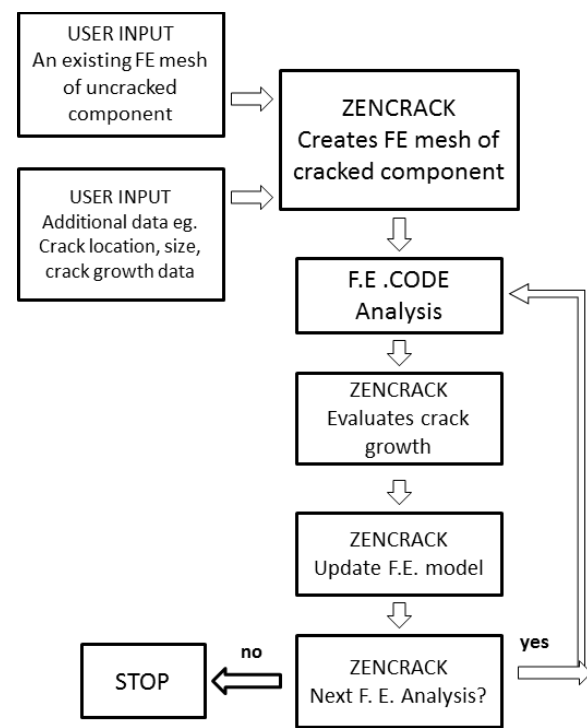 USER INPUT
An existing FE mesh
of uncracked
component
ZENCRACK
Creates FE mesh of
cracked component
USER INPUT
Additional data eg.
Crack location, size,
crack growth data
F.E .CODE
Analysis
ZENCRACK
Evaluates crack
growth
ZENCRACK
Update F.E. model
no
yes
STOP
ZENCRACK
Next F. E. Analysis?